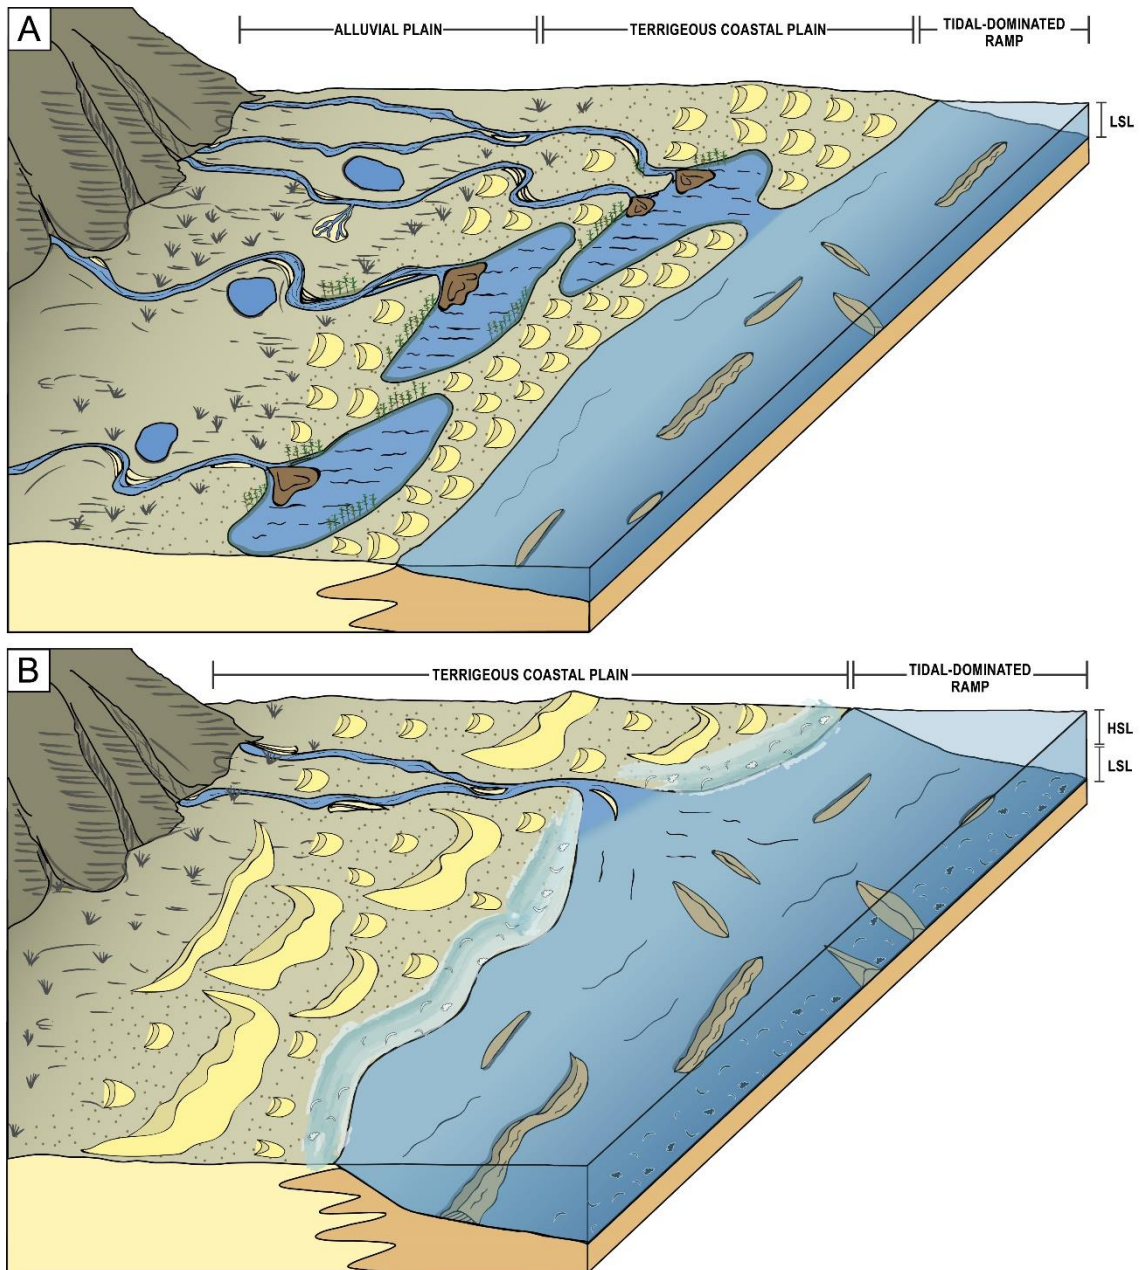 A
ALLUVIAL PLAIN
TERRIGEOUS COASTAL PLAIN
TIDAL-DOMINATED
RAMP
LSL
B
TERRIGEOUS COASTAL PLAIN
TIDAL-DOMINATED
RAMP
HSL
LSL